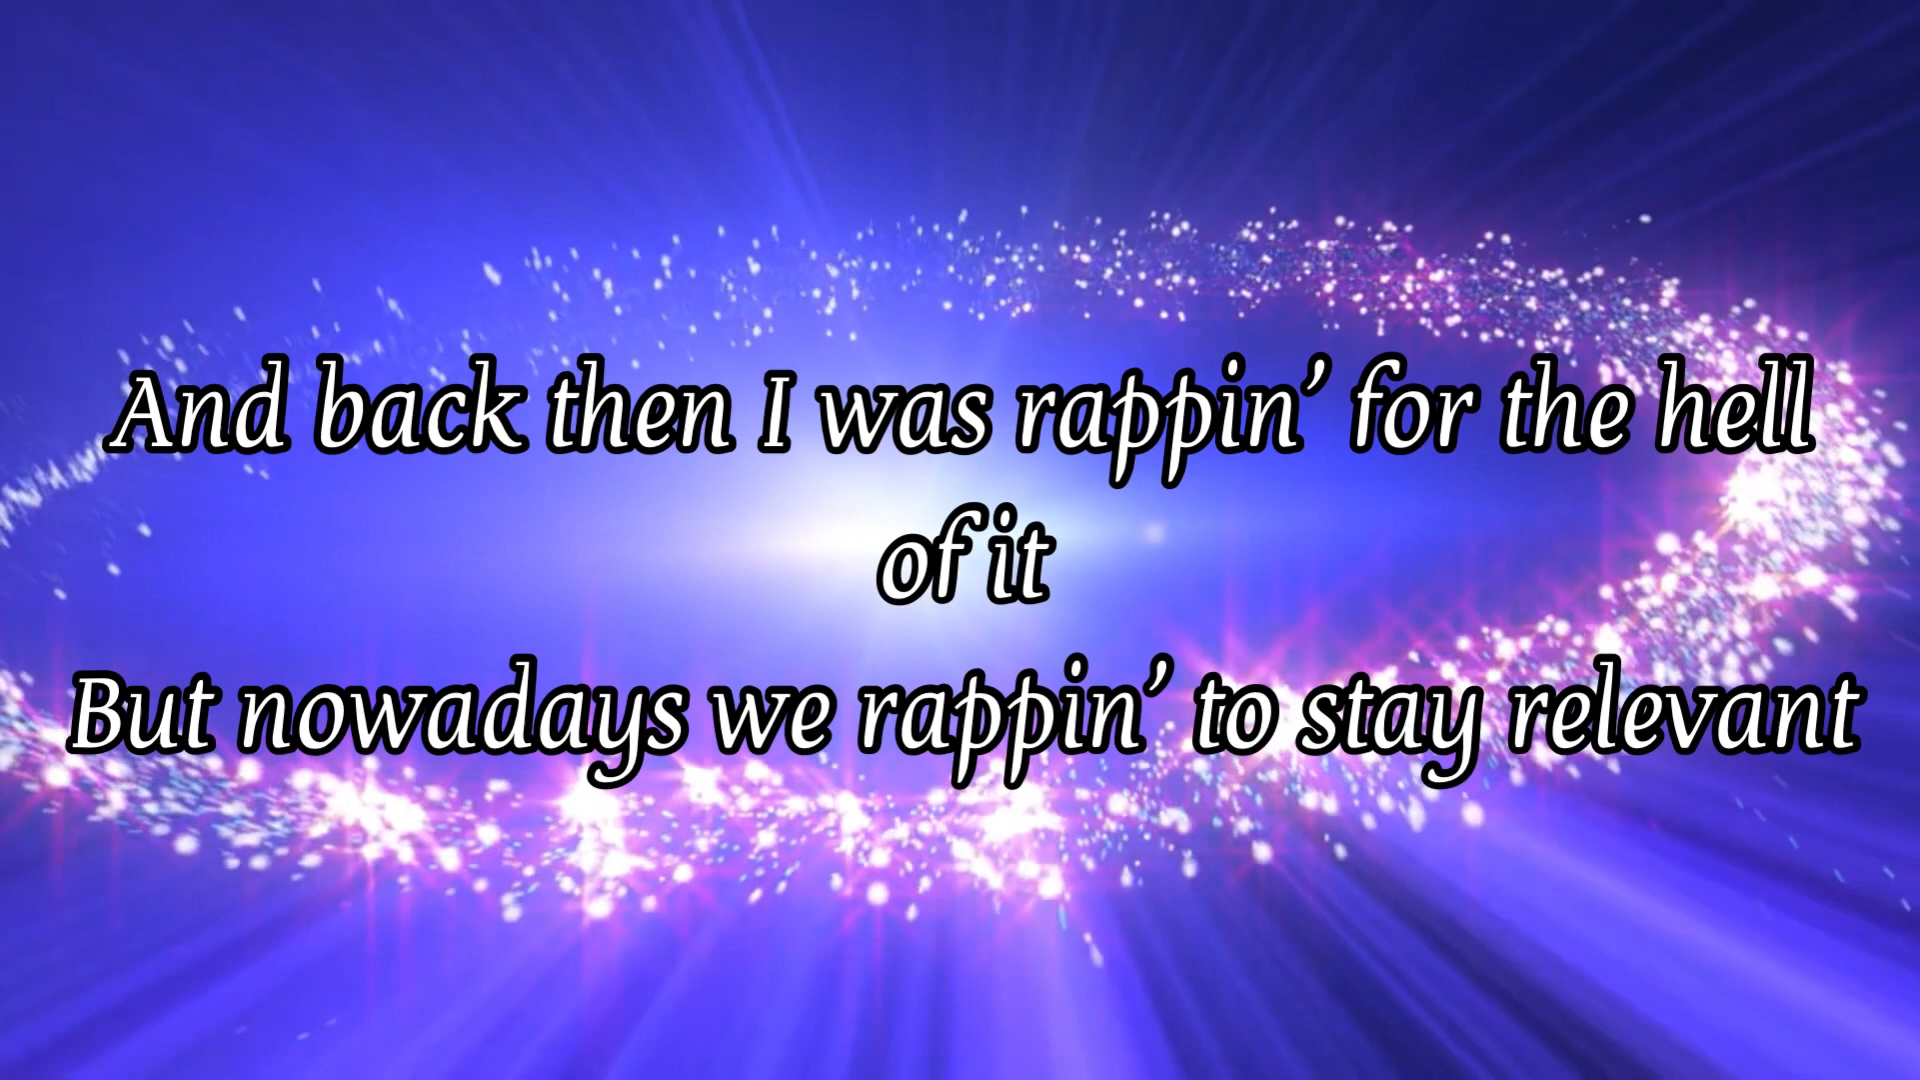 And back then I was rappin’ for the hell
of it
But nowadays we rappin’ to stay relevant